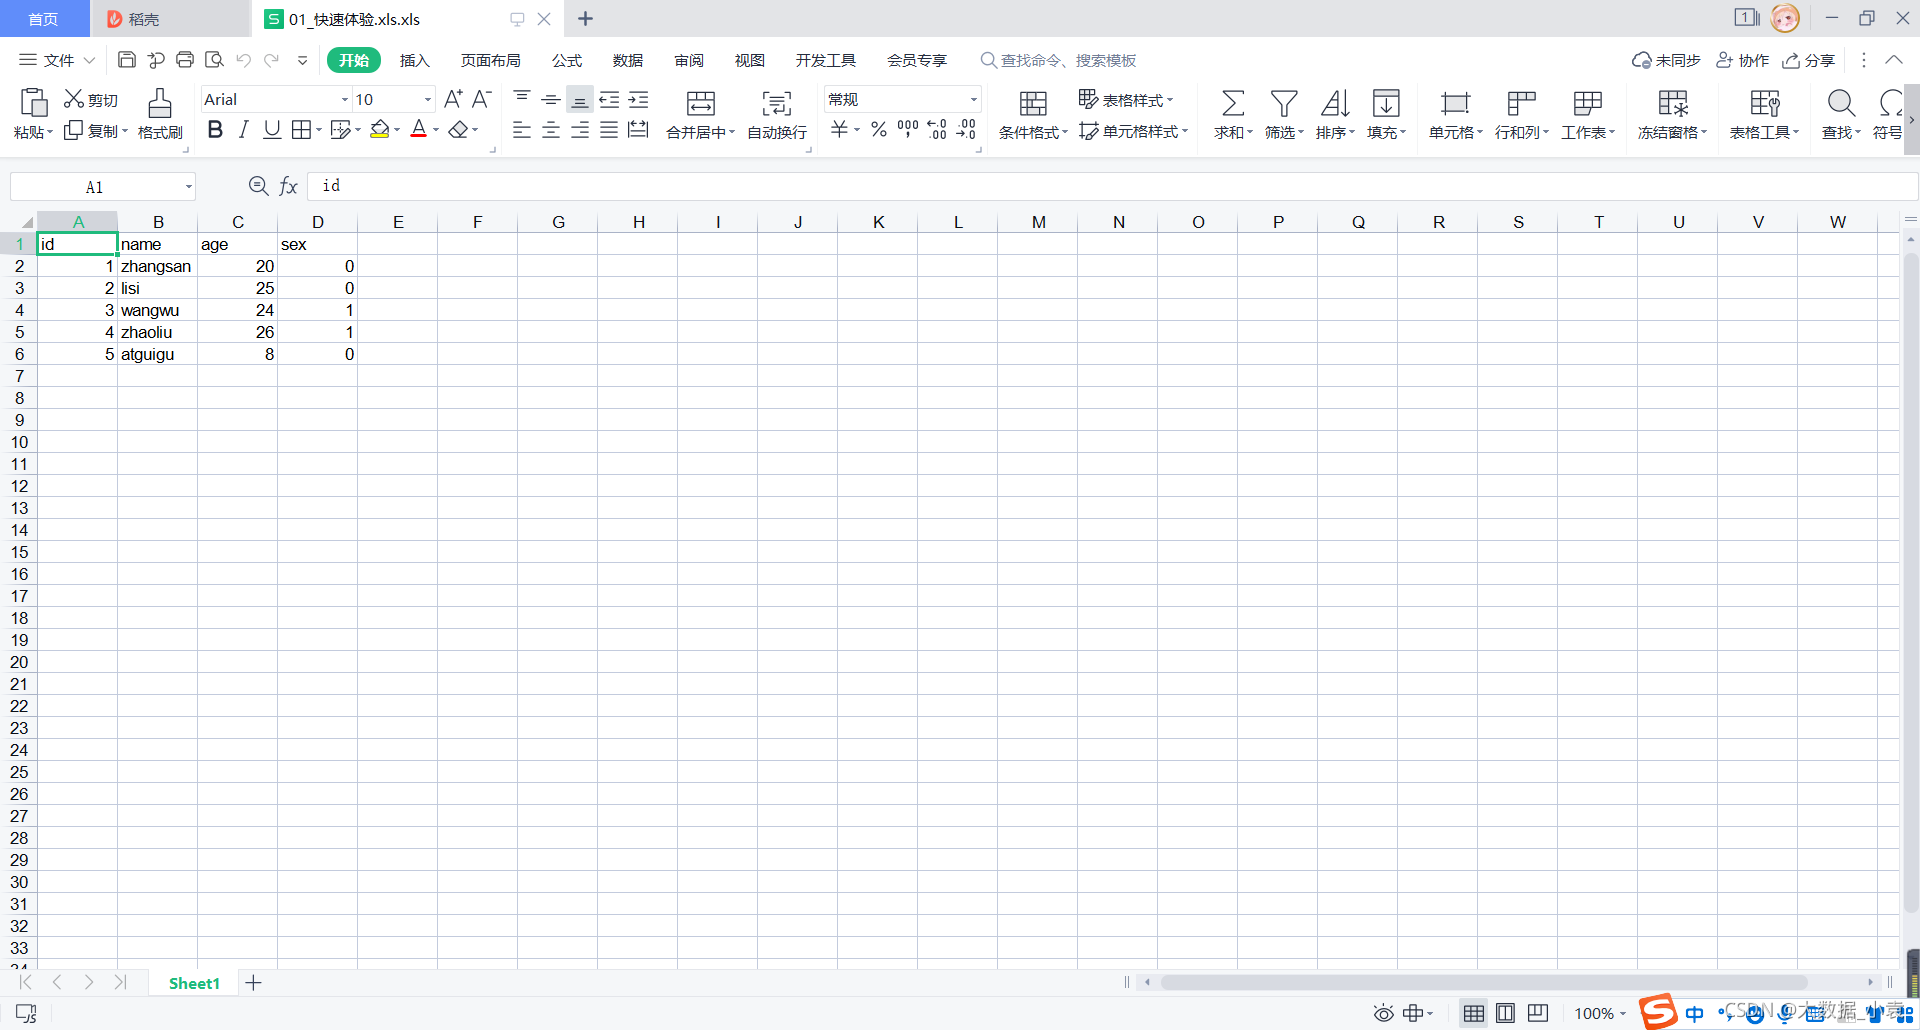 首页 稻壳 S 01_快速体验.xls.xls 1
文件 开始 插入 页面布局 公式 数据 审阅 视图 开发工具 会员专享 查找命令、搜索模板 未同步 协作 分享
剪切 Arial 10 A+ A- 常规 表格样式
粘贴 复制 格式刷 B I U A 合并居中 自动换行 ¥ % 000 .0 .00 条件格式 单元格样式 求和 筛选 排序 填充 单元格 行和列 工作表 冻结窗格 表格工具 查找 符号
A1 fx id
A B C D E F G H I J K L M N O P Q R S T U V W
1 id name age sex
2 1 zhangsan 20 0
3 2 lisi 25 0
4 3 wangwu 24 1
5 4 zhaoliu 26 1
6 5 atguigu 8 0
7
8
9
10
11
12
13
14
15
16
17
18
19
20
21
22
23
24
25
26
27
28
29
30
31
32
33
34
Sheet1
100% S 中 CSDN @大数据_小袁